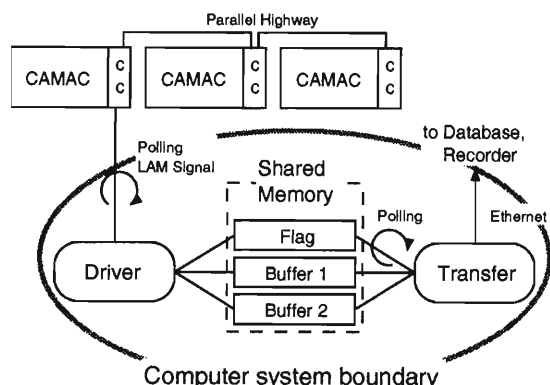 Parallel Highway
CAMAC
C
C
CAMAC
C
C
CAMAC
C
C
Polling
LAM Signal
to Database,
Recorder
Shared
Memory
Polling
Ethernet
Flag
Driver
Buffer 1
Transfer
Buffer 2
Computer system boundary